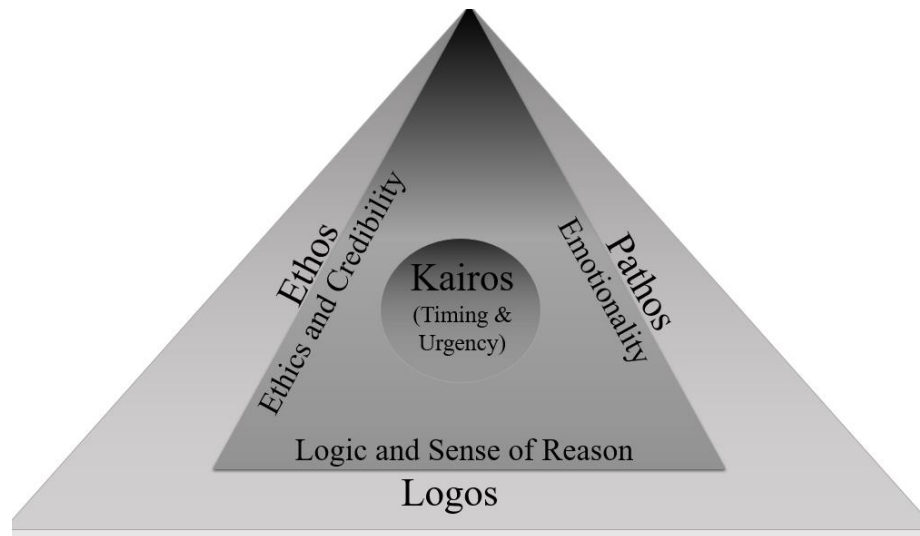 Ethos
Ethics and Credibility
Kairos
(Timing &
Urgency)
Pathos
Emotionality
Logic and Sense of Reason
Logos